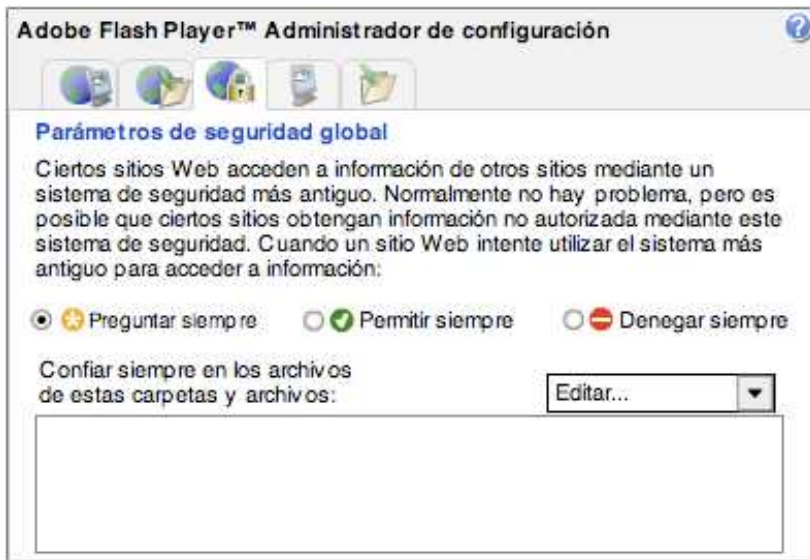 Adobe Flash Player™ Administrador de configuración
?
Parámetros de seguridad global
Ciertos sitios Web acceden a información de otros sitios mediante un
sistema de seguridad más antiguo. Normalmente no hay problema, pero es
posible que ciertos sitios obtengan información no autorizada mediante este
sistema de seguridad. Cuando un sitio Web intente utilizar el sistema más
antiguo para acceder a información:
Preguntar siempre Permitir siempre Denegar siempre
Confiar siempre en los archivos
de estas carpetas y archivos:
Editar...